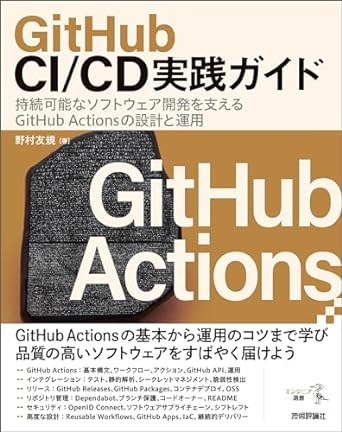 GitHub
CI/CD実践ガイド
持続可能なソフトウェア開発を支える
GitHub Actionsの設計と運用
野村友規 [著]
GitHub
Actions
GitHub Actionsの基本から運用のコツまで学び
品質の高いソフトウェアをすばやく届けよう
GitHub Actions：基本構文、ワークフロー、アクション、GitHub API、運用
インテグレーション：テスト、静的解析、シークレットマネジメント、脆弱性検出
リリース：GitHub Releases、GitHub Packages、コンテナデプロイ、OSS
リポジトリ管理：Dependabot、ブランチ保護、コードオーナー、README
セキュリティ：OpenID Connect、ソフトウェアサプライチェーン、シフトレフト
高度な設計：Reusable Workflows、GitHub Apps、IaC、継続的デリバリー
エンジニア
選書
技術評論社